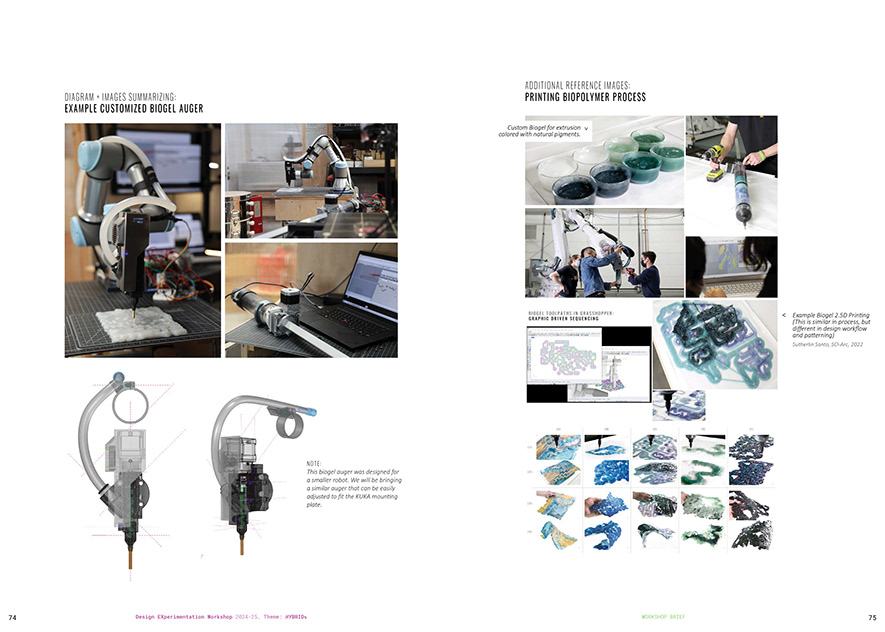 DIAGRAM + IMAGES SUMMARIZING:
EXAMPLE CUSTOMIZED BIOGEL AUGER
NOTE:
This biogel auger was designed for
a smaller robot. We will be bringing
a similar auger that can be easily
adjusted to fit the KUKA mounting
plate.
74
Design EXperimentation Workshop 2024-25, Theme: HYBRIDs
ADDITIONAL REFERENCE IMAGES:
PRINTING BIOPOLYMER PROCESS
Custom Biogel for extrusion
colored with natural pigments.
BIOGEL TOOLPATHS IN GRASSHOPPER:
GRAPHIC DRIVEN SEQUENCING
< Example Biogel 2.5D Printing
(This is similar in process, but
different in design workflow
and patterning)
Sutherlin Santo, SCI-Arc, 2022
WORKSHOP BRIEF
75